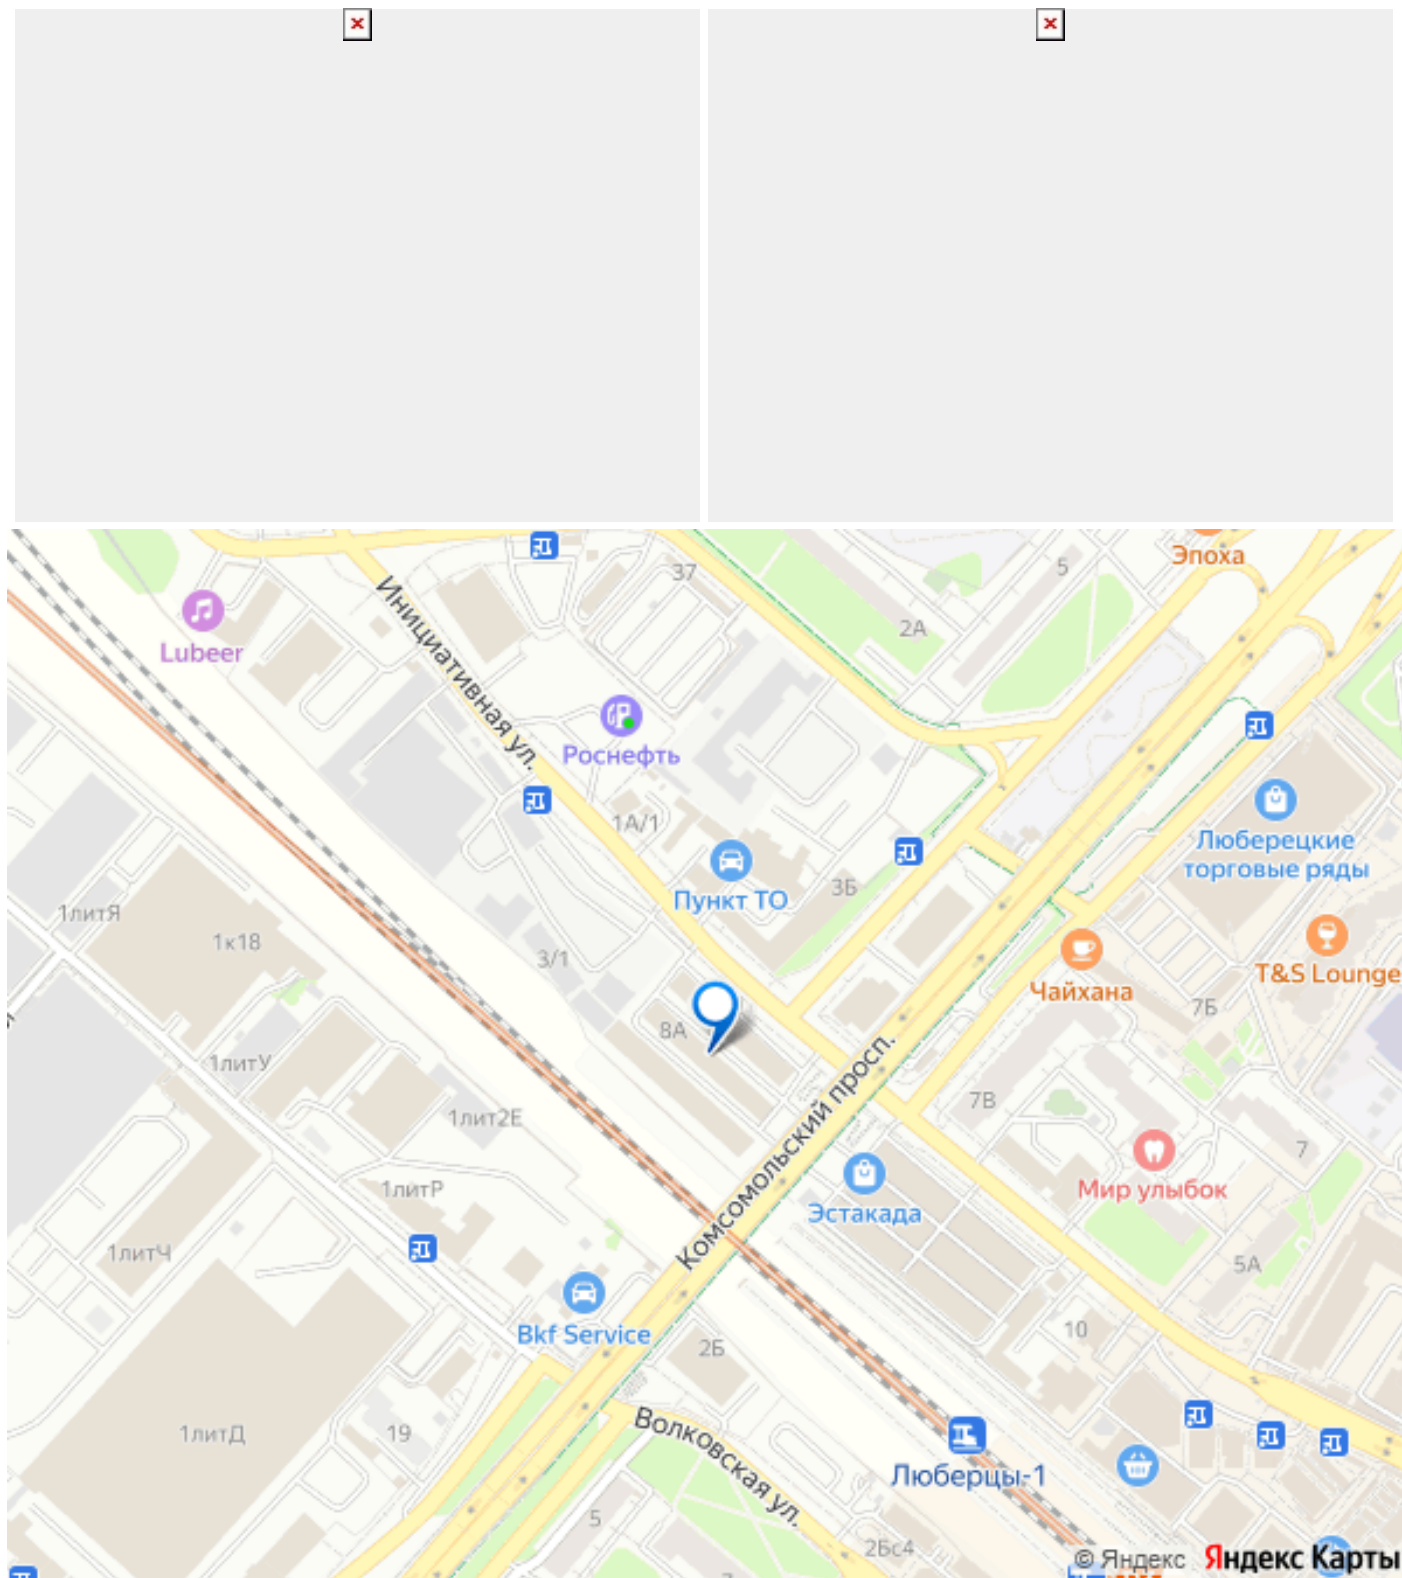 Эпоха
37
5
2А
Lubeer
Инициативная ул.
Роснефть
1А/1
Люберецкие
торговые ряды
Пункт ТО
3Б
1литЯ
1к18
3/1
Чайхана
T&S Lounge
7Б
8А
1литУ
Комсомольский просп.
7В
1лит2Е
7
Мир улыбок
1литР
Эстакада
1литЧ
5А
Bkf Service
2Б
10
1литД
19
Волковская ул.
Люберцы-1
5
2Бс4
© Яндекс Яндекс Карты